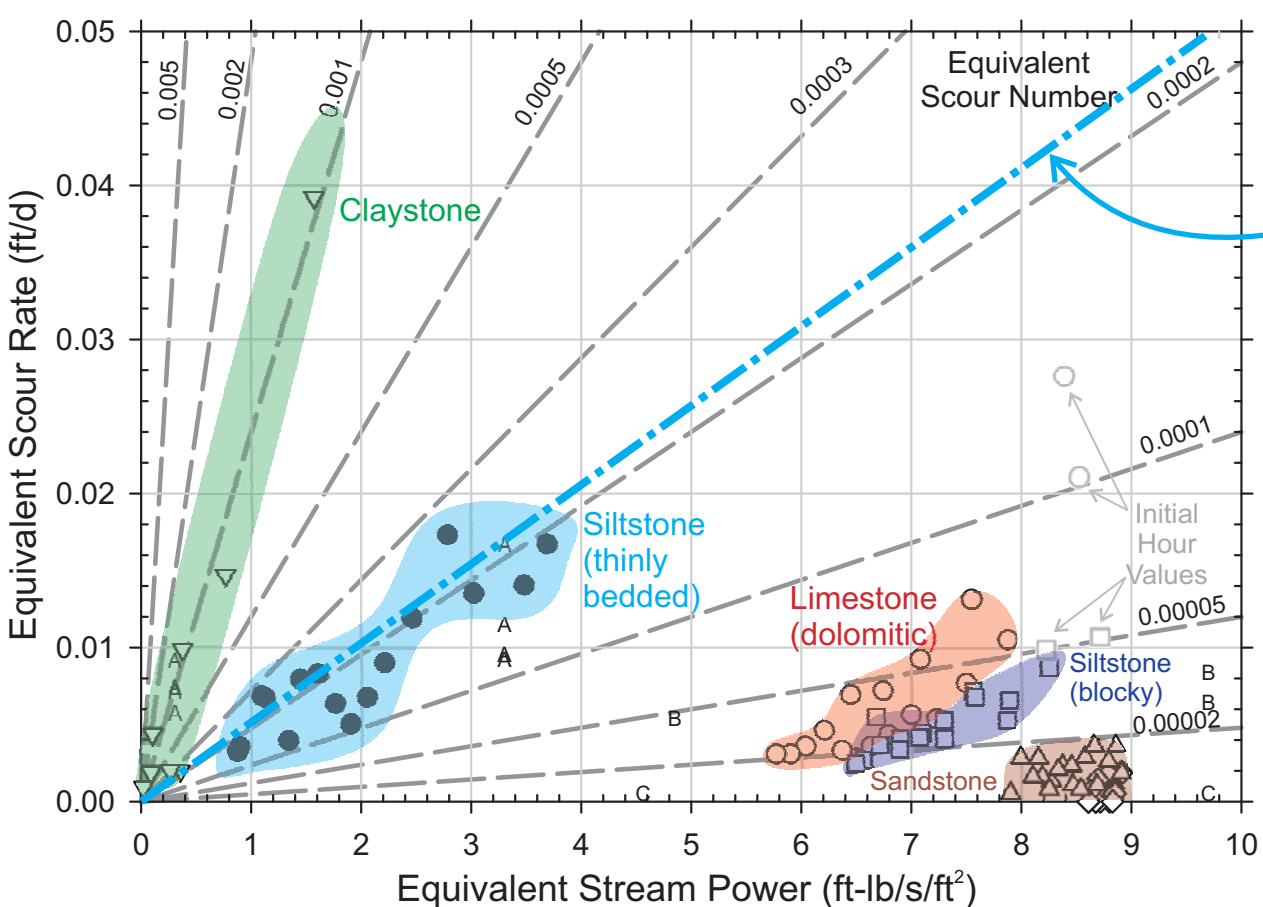 0.05
0.04
0.03
0.02
0.01
0.00
Equivalent Scour Rate (ft/d)
0.005
0.002
0.001
0.0005
0.0003
Equivalent
Scour Number
0.0002
Claystone
0.0001
Initial
Hour
Values
Siltstone
(thinly
bedded)
Limestone
(dolomitic)
0.00005
Siltstone
(blocky)
0.00002
Sandstone
A
A
A
A
A
A
A
A
B
B
B
C
C
0
1
2
3
4
5
6
7
8
9
10
Equivalent Stream Power (ft-lb/s/ft²)